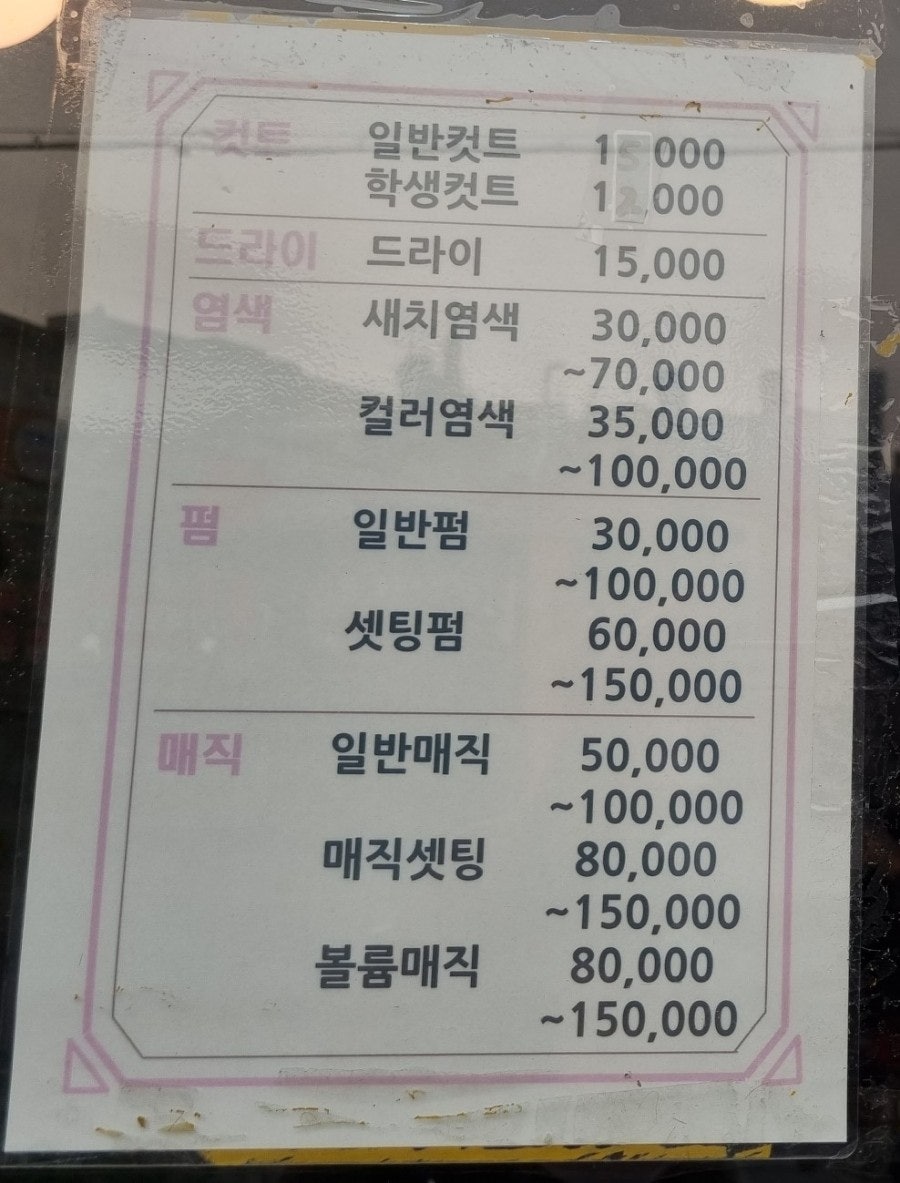 컷트 일반컷트 15,000
학생컷트 12,000
드라이 드라이 15,000
염색 새치염색 30,000
~70,000
컬러염색 35,000
~100,000
펌 일반펌 30,000
~100,000
셋팅펌 60,000
~150,000
매직 일반매직 50,000
~100,000
매직셋팅 80,000
~150,000
볼륨매직 80,000
~150,000